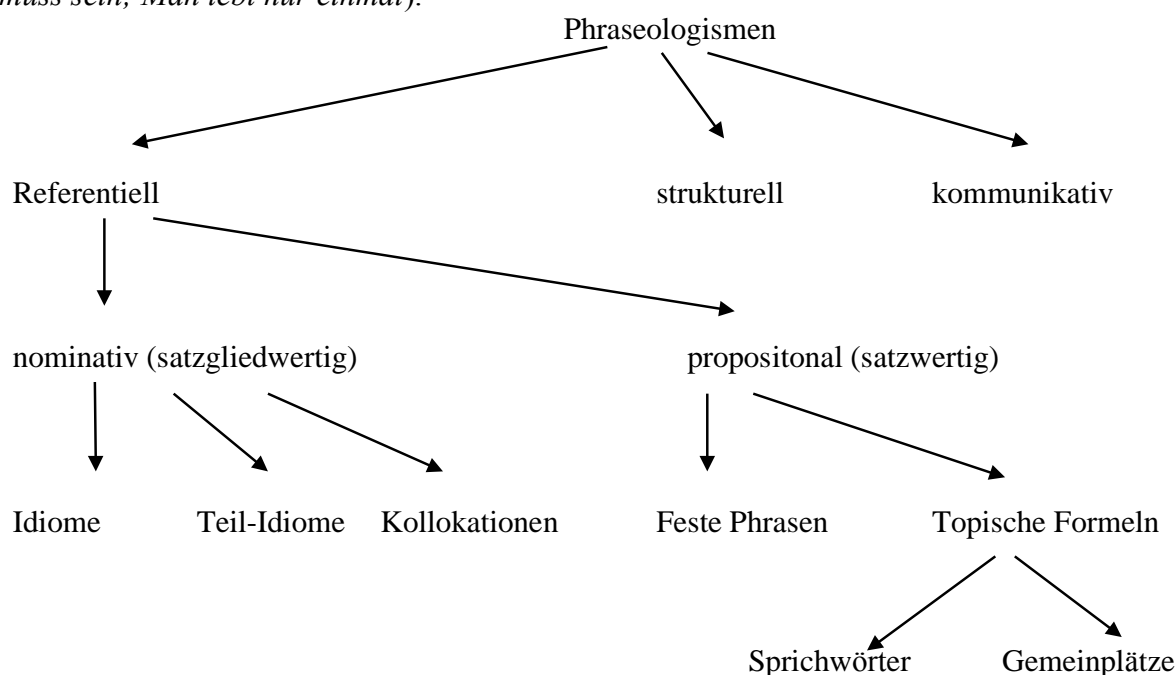 muss sein; Man lebt nur einmal).
Phraseologismen
Referentiell strukturell kommunikativ
nominativ (satzgliedwertig) propositonal (satzwertig)
Idiome Teil-Idiome Kollokationen Feste Phrasen Topische Formeln
Sprichwörter Gemeinplätze